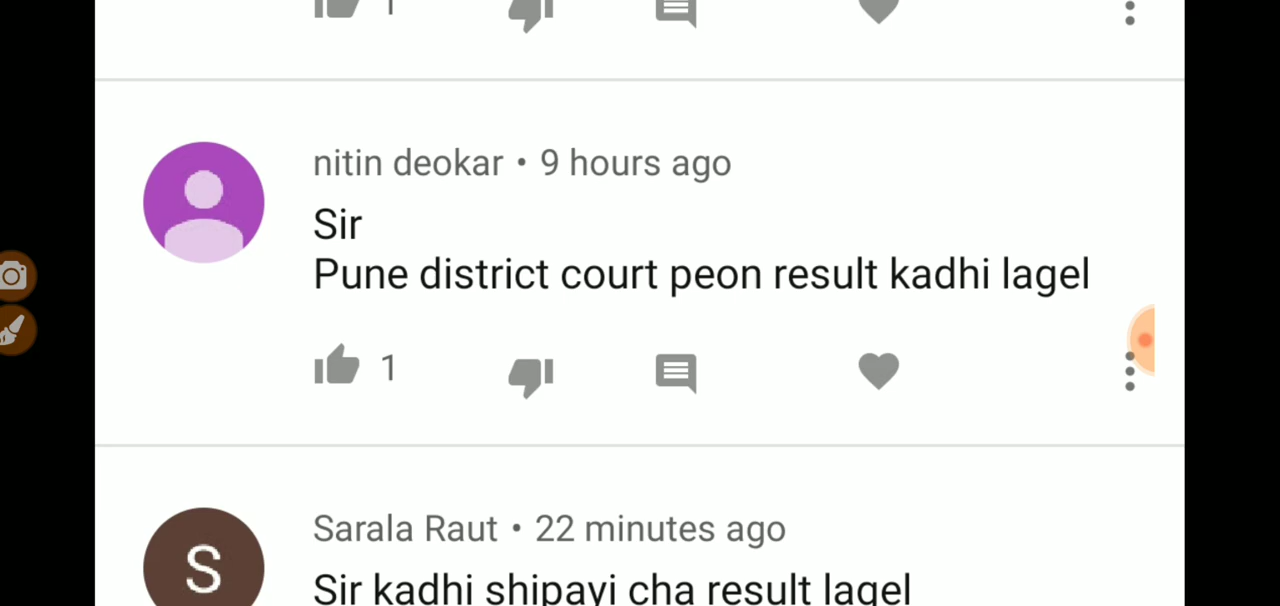 1
nitin deokar • 9 hours ago
Sir
Pune district court peon result kadhi lagel
1
S
Sarala Raut • 22 minutes ago
Sir kadhi shipayi cha result lagel